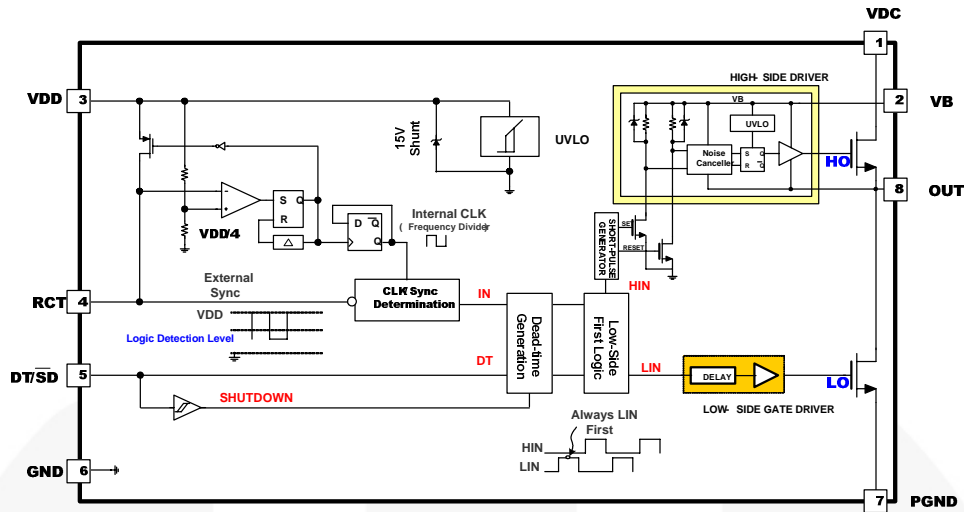 VDC
1
HIGH- SIDE DRIVER
VDD
3
VB
2
VB
15V
Shunt
UVLO
UVLO
Noise
Canceller
S Q
R Q
HO
8
OUT
VDD/4
S Q
R
D Q
Q
Internal CLK
( Frequency Divider)
SHORT-PULSE
GENERATOR
SET
RESET
HIN
External
Sync
RCT
4
CLK/Sync
Determination
IN
VDD
Logic Detection Level
Dead-time
Generation
Low-Side
First Logic
DT/SD
5
DT
LIN
DELAY
LO
SHUTDOWN
LOW- SIDE GATE DRIVER
Always LIN
First
HIN
LIN
GND
6
7
PGND